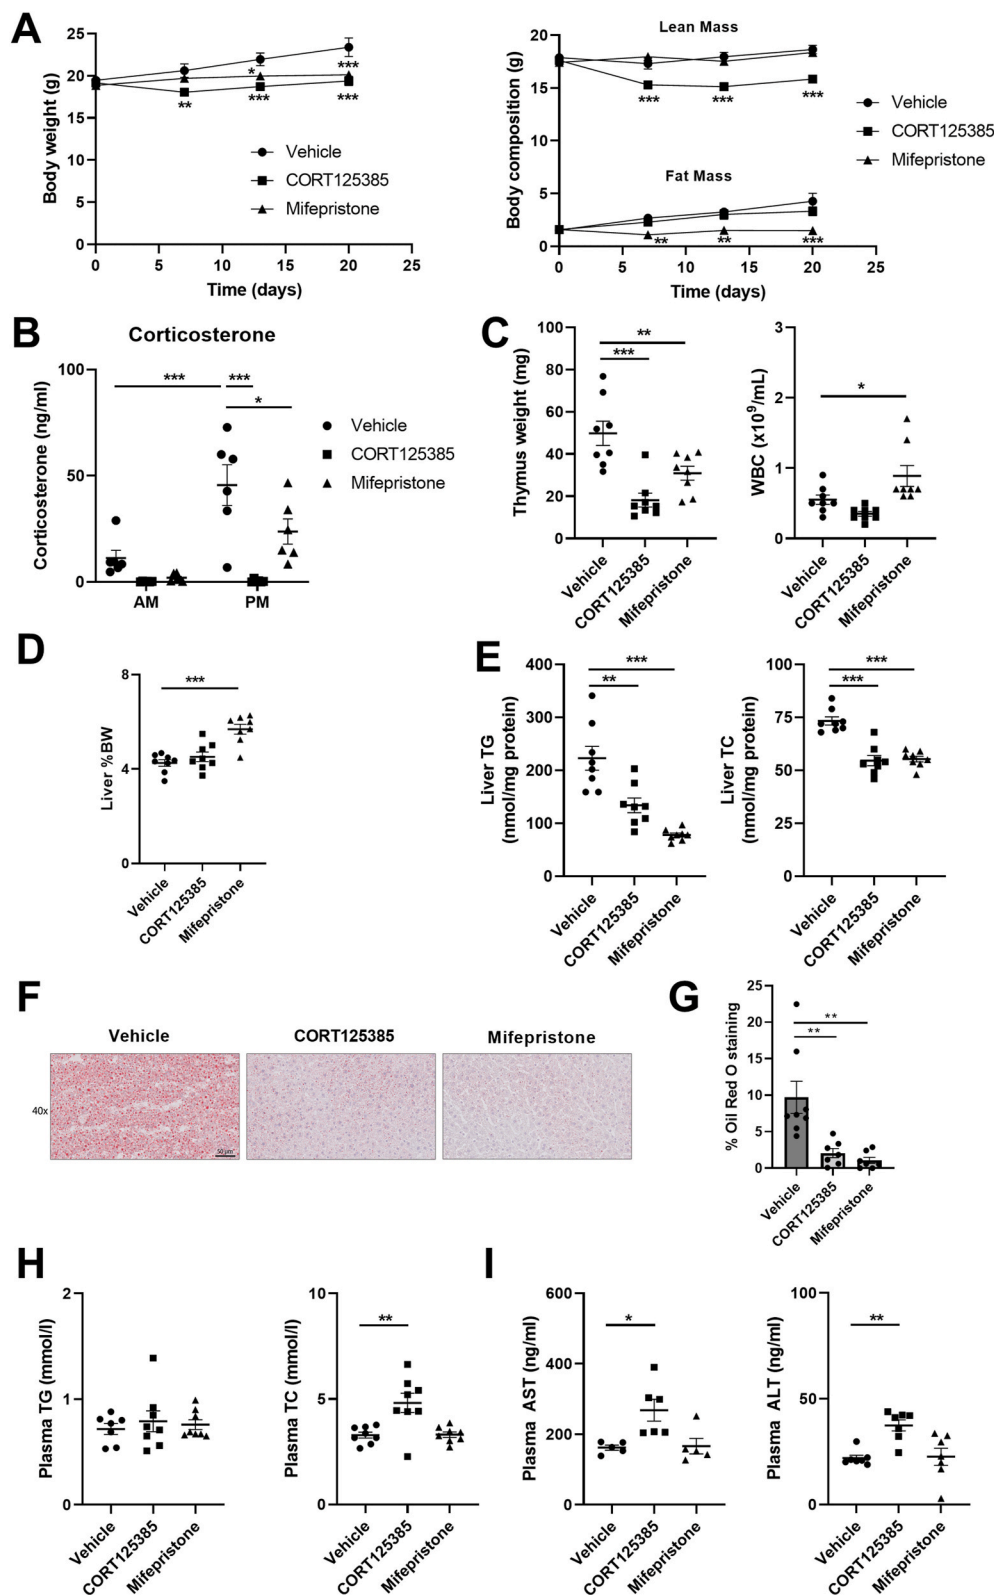 A
Body weight (g)
25
20
15
10
5
0
0 5 10 15 20 25
Time (days)
*
***
** *** ***
Vehicle
CORT125385
Mifepristone
Lean Mass
Body composition (g)
20
15
10
5
0
*** *** ***
Fat Mass
** ** ***
0 5 10 15 20 25
Time (days)
Vehicle
CORT125385
Mifepristone
B
Corticosterone
Corticosterone (ng/ml)
100
50
0
*** ***
*
AM PM
Vehicle
CORT125385
Mifepristone
C
Thymus weight (mg)
100
80
60
40
20
0
**
***
Vehicle
CORT125385
Mifepristone
WBC (x10⁹/mL)
3
2
1
0
*
Vehicle
CORT125385
Mifepristone
D
Liver %BW
8
4
0
***
Vehicle
CORT125385
Mifepristone
E
Liver TG
(nmol/mg protein)
400
300
200
100
0
***
**
Vehicle
CORT125385
Mifepristone
Liver TC
(nmol/mg protein)
100
75
50
25
0
***
***
Vehicle
CORT125385
Mifepristone
F
Vehicle CORT125385 Mifepristone
40x
50 µm
G
% Oil Red O staining
25
20
15
10
5
0
**
**
Vehicle
CORT125385
Mifepristone
H
Plasma TG (mmol/l)
2
1
0
Vehicle
CORT125385
Mifepristone
Plasma TC (mmol/l)
10
5
0
**
Vehicle
CORT125385
Mifepristone
I
Plasma AST (ng/ml)
600
400
200
0
*
Vehicle
CORT125385
Mifepristone
Plasma ALT (ng/ml)
100
50
0
**
Vehicle
CORT125385
Mifepristone